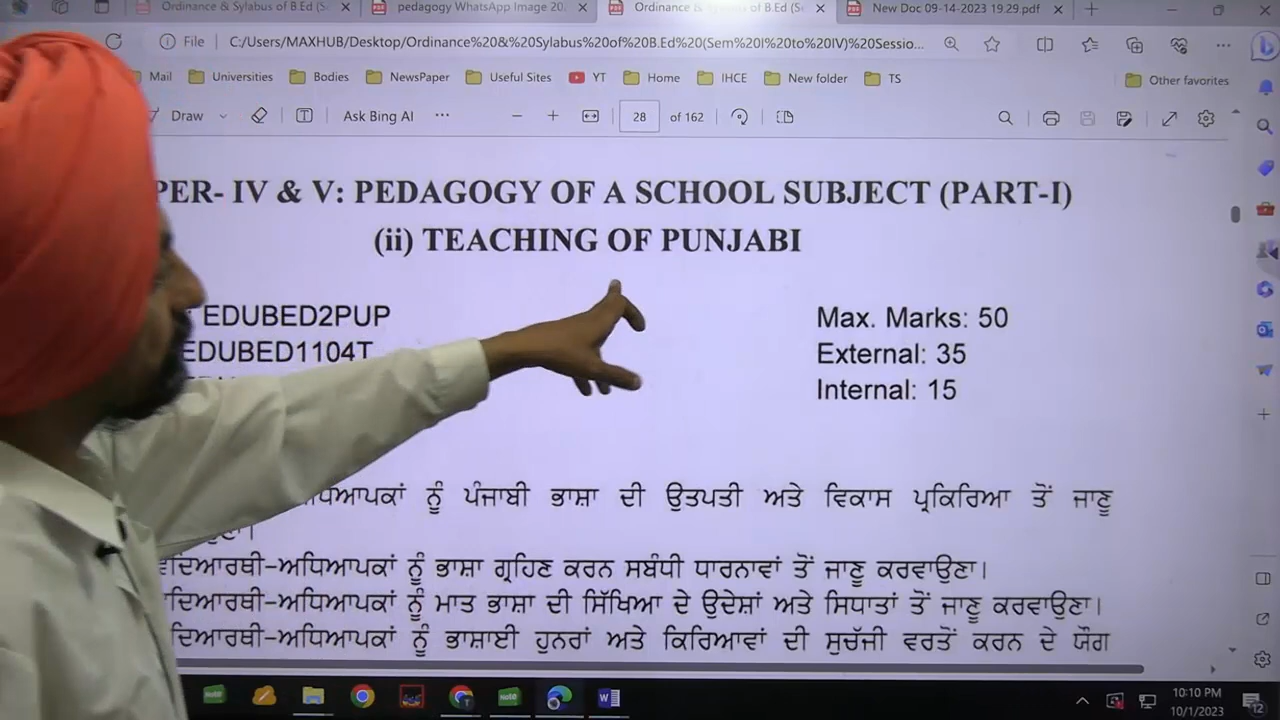 Ordinance & Sylabus of B.Ed (Se
pedagogy WhatsApp Image 20
Ordinance & Sylabus of B.Ed (S
New Doc 09-14-2023 19.29.pdf
File
C:/Users/MAXHUB/Desktop/Ordinance%20&%20Sylabus%20of%20B.Ed%20(Sem%20I%20to%20IV)%20Sessio...
Mail Universities Bodies NewsPaper Useful Sites YT Home IHCE New folder TS Other favorites
Draw Ask Bing AI 28 of 162
PER- IV & V: PEDAGOGY OF A SCHOOL SUBJECT (PART-I)
(ii) TEACHING OF PUNJABI
: EDUBED2PUP
Max. Marks: 50
EDUBED1104T
External: 35
Internal: 15
ਧਿਆਪਕਾਂ ਨੂੰ ਪੰਜਾਬੀ ਭਾਸ਼ਾ ਦੀ ਉਤਪਤੀ ਅਤੇ ਵਿਕਾਸ ਪ੍ਰਕਿਰਿਆ ਤੋਂ ਜਾਣੂ
ਦਿਆਰਥੀ-ਅਧਿਆਪਕਾਂ ਨੂੰ ਭਾਸ਼ਾ ਗ੍ਰਹਿਣ ਕਰਨ ਸਬੰਧੀ ਧਾਰਨਾਵਾਂ ਤੋਂ ਜਾਣੂ ਕਰਵਾਉਣਾ।
ਦਿਆਰਥੀ-ਅਧਿਆਪਕਾਂ ਨੂੰ ਮਾਤ ਭਾਸ਼ਾ ਦੀ ਸਿੱਖਿਆ ਦੇ ਉਦੇਸ਼ਾਂ ਅਤੇ ਸਿਧਾਤਾਂ ਤੋਂ ਜਾਣੂ ਕਰਵਾਉਣਾ।
ਦਿਆਰਥੀ-ਅਧਿਆਪਕਾਂ ਨੂੰ ਭਾਸ਼ਾਈ ਹੁਨਰਾਂ ਅਤੇ ਕਿਰਿਆਵਾਂ ਦੀ ਸੁਚੱਜੀ ਵਰਤੋਂ ਕਰਨ ਦੇ ਯੋਗ
10:10 PM
10/1/2023
12